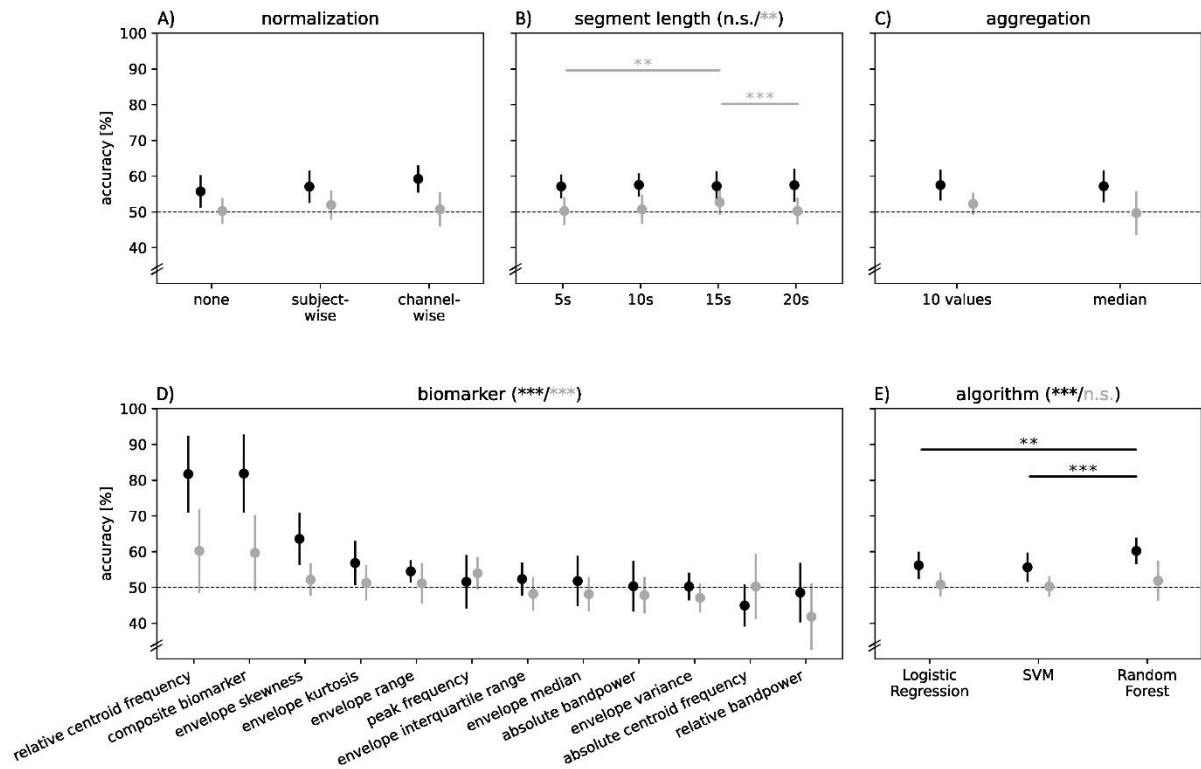 A) normalization
B) segment length (n.s./**)
C) aggregation
100
90
80
70
60
50
40
accuracy [%]
**
***
none
subject-
wise
channel-
wise
5s
10s
15s
20s
10 values
median
D) biomarker (***/***)
E) algorithm (***/n.s.)
100
90
80
70
60
50
40
accuracy [%]
**
***
relative centroid frequency
composite biomarker
envelope skewness
envelope kurtosis
envelope range
peak frequency
envelope interquartile range
envelope median
absolute bandpower
envelope variance
absolute centroid frequency
relative bandpower
Logistic
Regression
SVM
Random
Forest